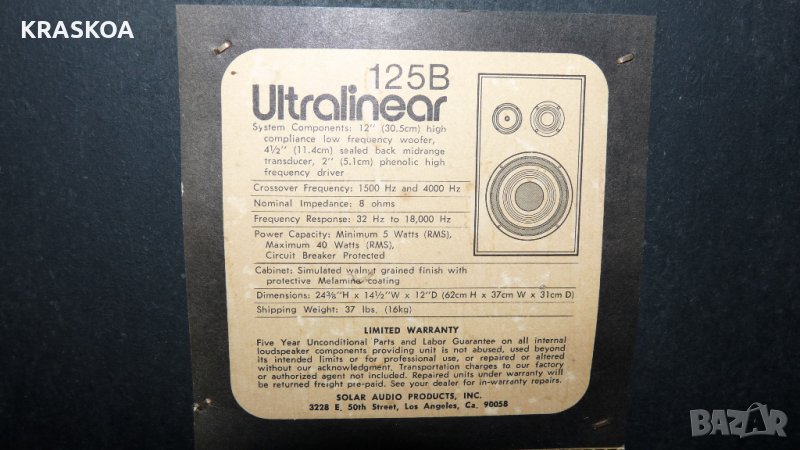 KRASKOA
125B
Ultralinear
System Components: 12" (30.5cm) high
compliance low frequency woofer,
4½" (11.4cm) sealed back midrange
transducer, 2" (5.1cm) phenolic high
frequency driver
Crossover Frequency: 1500 Hz and 4000 Hz
Nominal Impedance: 8 ohms
Frequency Response: 32 Hz to 18,000 Hz
Power Capacity: Minimum 5 Watts (RMS),
Maximum 40 Watts (RMS),
Circuit Breaker Protected
Cabinet: Simulated walnut grained finish with
protective Melamine coating
Dimensions: 24⅜"H x 14½"W x 12"D (62cm H x 37cm W x 31cm D)
Shipping Weight: 37 lbs. (16kg)
LIMITED WARRANTY
Five Year Unconditional Parts and Labor Guarantee on all internal
loudspeaker components providing unit is not abused, used beyond
its intended limits or for professional use, or repaired or altered
without our acknowledgment. Transportation charges to our factory
or authorized agent not included. Repaired units under warranty will
be returned freight pre-paid. See your dealer for in-warranty repairs.
SOLAR AUDIO PRODUCTS, INC.
3228 E. 50th Street, Los Angeles, Ca. 90058
BAZAR